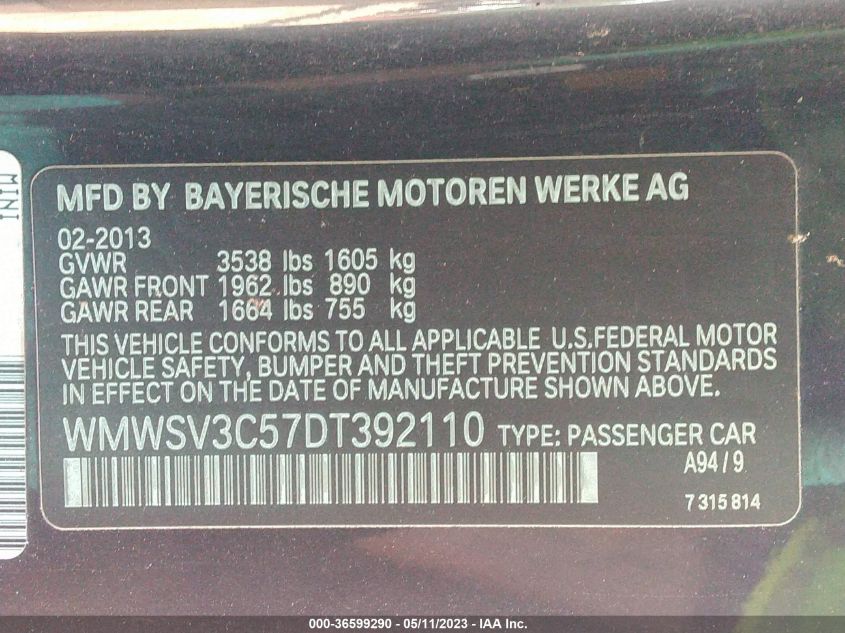 MINI
MFD BY BAYERISCHE MOTOREN WERKE AG
02-2013
GVWR 3538 lbs 1605 kg
GAWR FRONT 1962 lbs 890 kg
GAWR REAR 1664 lbs 755 kg
THIS VEHICLE CONFORMS TO ALL APPLICABLE U.S.FEDERAL MOTOR
VEHICLE SAFETY, BUMPER AND THEFT PREVENTION STANDARDS
IN EFFECT ON THE DATE OF MANUFACTURE SHOWN ABOVE.
WMWSV3C57DT392110 TYPE: PASSENGER CAR
A94/9
7 315 814
000-36599290 - 05/11/2023 - IAA Inc.